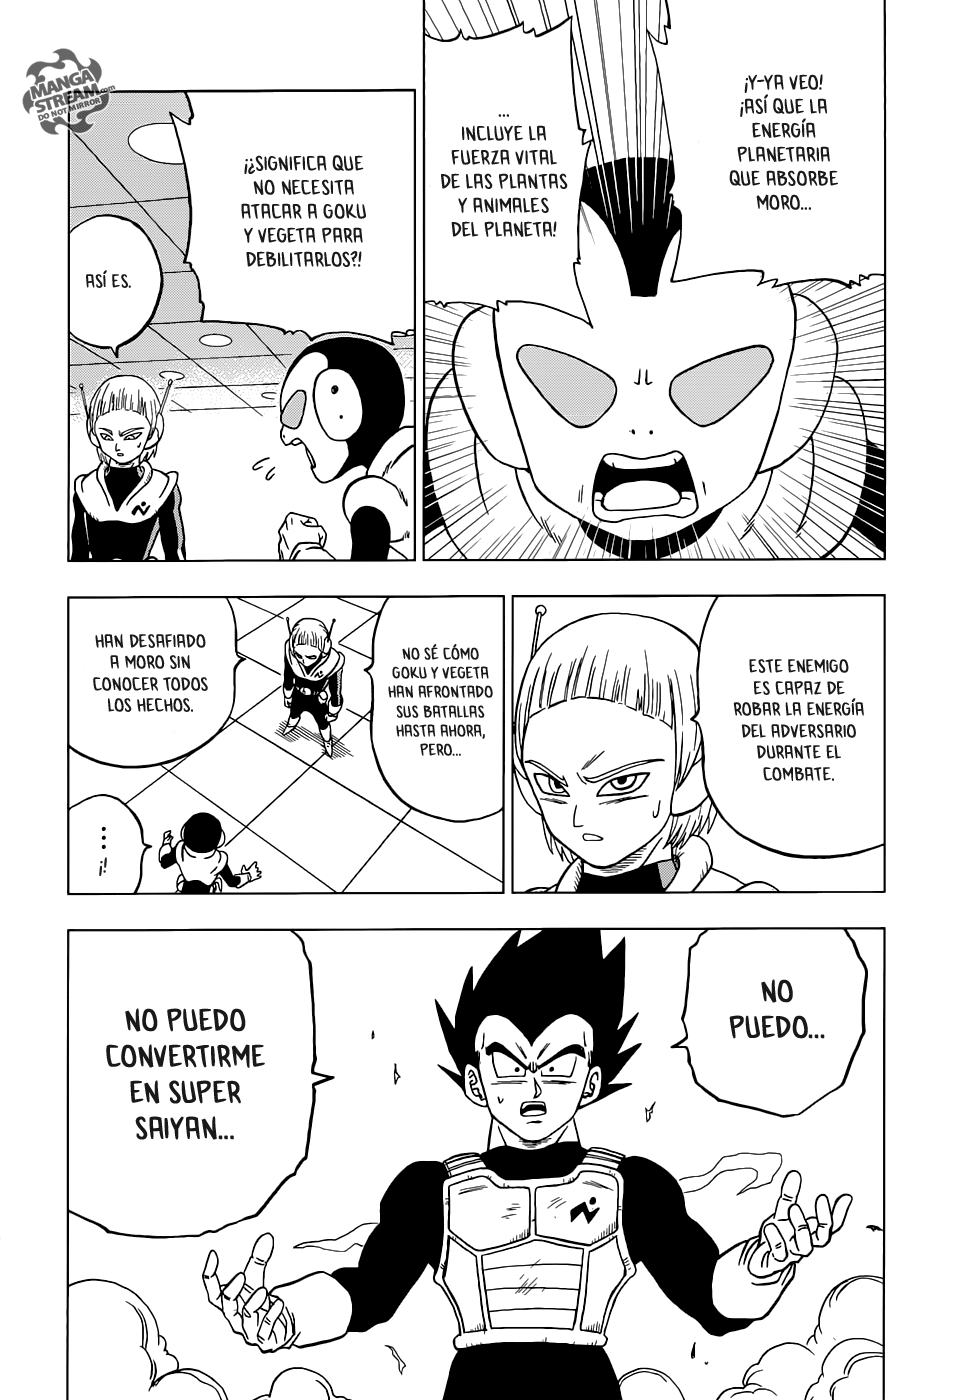 MANGA
STREAM.com
DO NOT MIRROR
¡Y-YA VEO!
¡ASÍ QUE LA
ENERGÍA
PLANETARIA
QUE ABSORBE
MORO...
...
INCLUYE LA
FUERZA VITAL
DE LAS PLANTAS
Y ANIMALES
DEL PLANETA!
¡¿SIGNIFICA QUE
NO NECESITA
ATACAR A GOKU
Y VEGETA PARA
DEBILITARLOS?!
ASÍ ES.
ESTE ENEMIGO
ES CAPAZ DE
ROBAR LA ENERGÍA
DEL ADVERSARIO
DURANTE EL
COMBATE.
NO SÉ CÓMO
GOKU Y VEGETA
HAN AFRONTADO
SUS BATALLAS
HASTA AHORA,
PERO...
HAN DESAFIADO
A MORO SIN
CONOCER TODOS
LOS HECHOS.
...
¡!
NO
PUEDO...
NO PUEDO
CONVERTIRME
EN SUPER
SAIYAN...